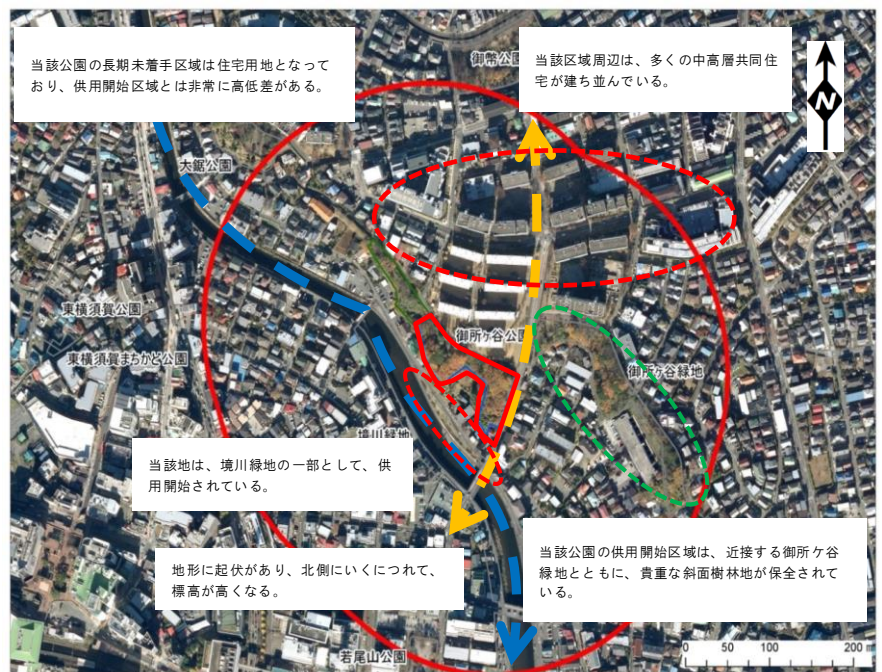 当該公園の長期未着手区域は住宅用地となって
おり、供用開始区域とは非常に高低差がある。
御幣公園
当該区域周辺は、多くの中高層共同住
宅が建ち並んでいる。
N
大鋸公園
東横須賀公園
御所ヶ谷公園
東横須賀まちかど公園
御所ヶ谷緑地
境川緑地
当該地は、境川緑地の一部として、供
用開始されている。
地形に起伏があり、北側にいくにつれて、
標高が高くなる。
当該公園の供用開始区域は、近接する御所ケ谷
緑地とともに、貴重な斜面樹林地が保全されて
いる。
若尾山公園
0 50 100 200 m